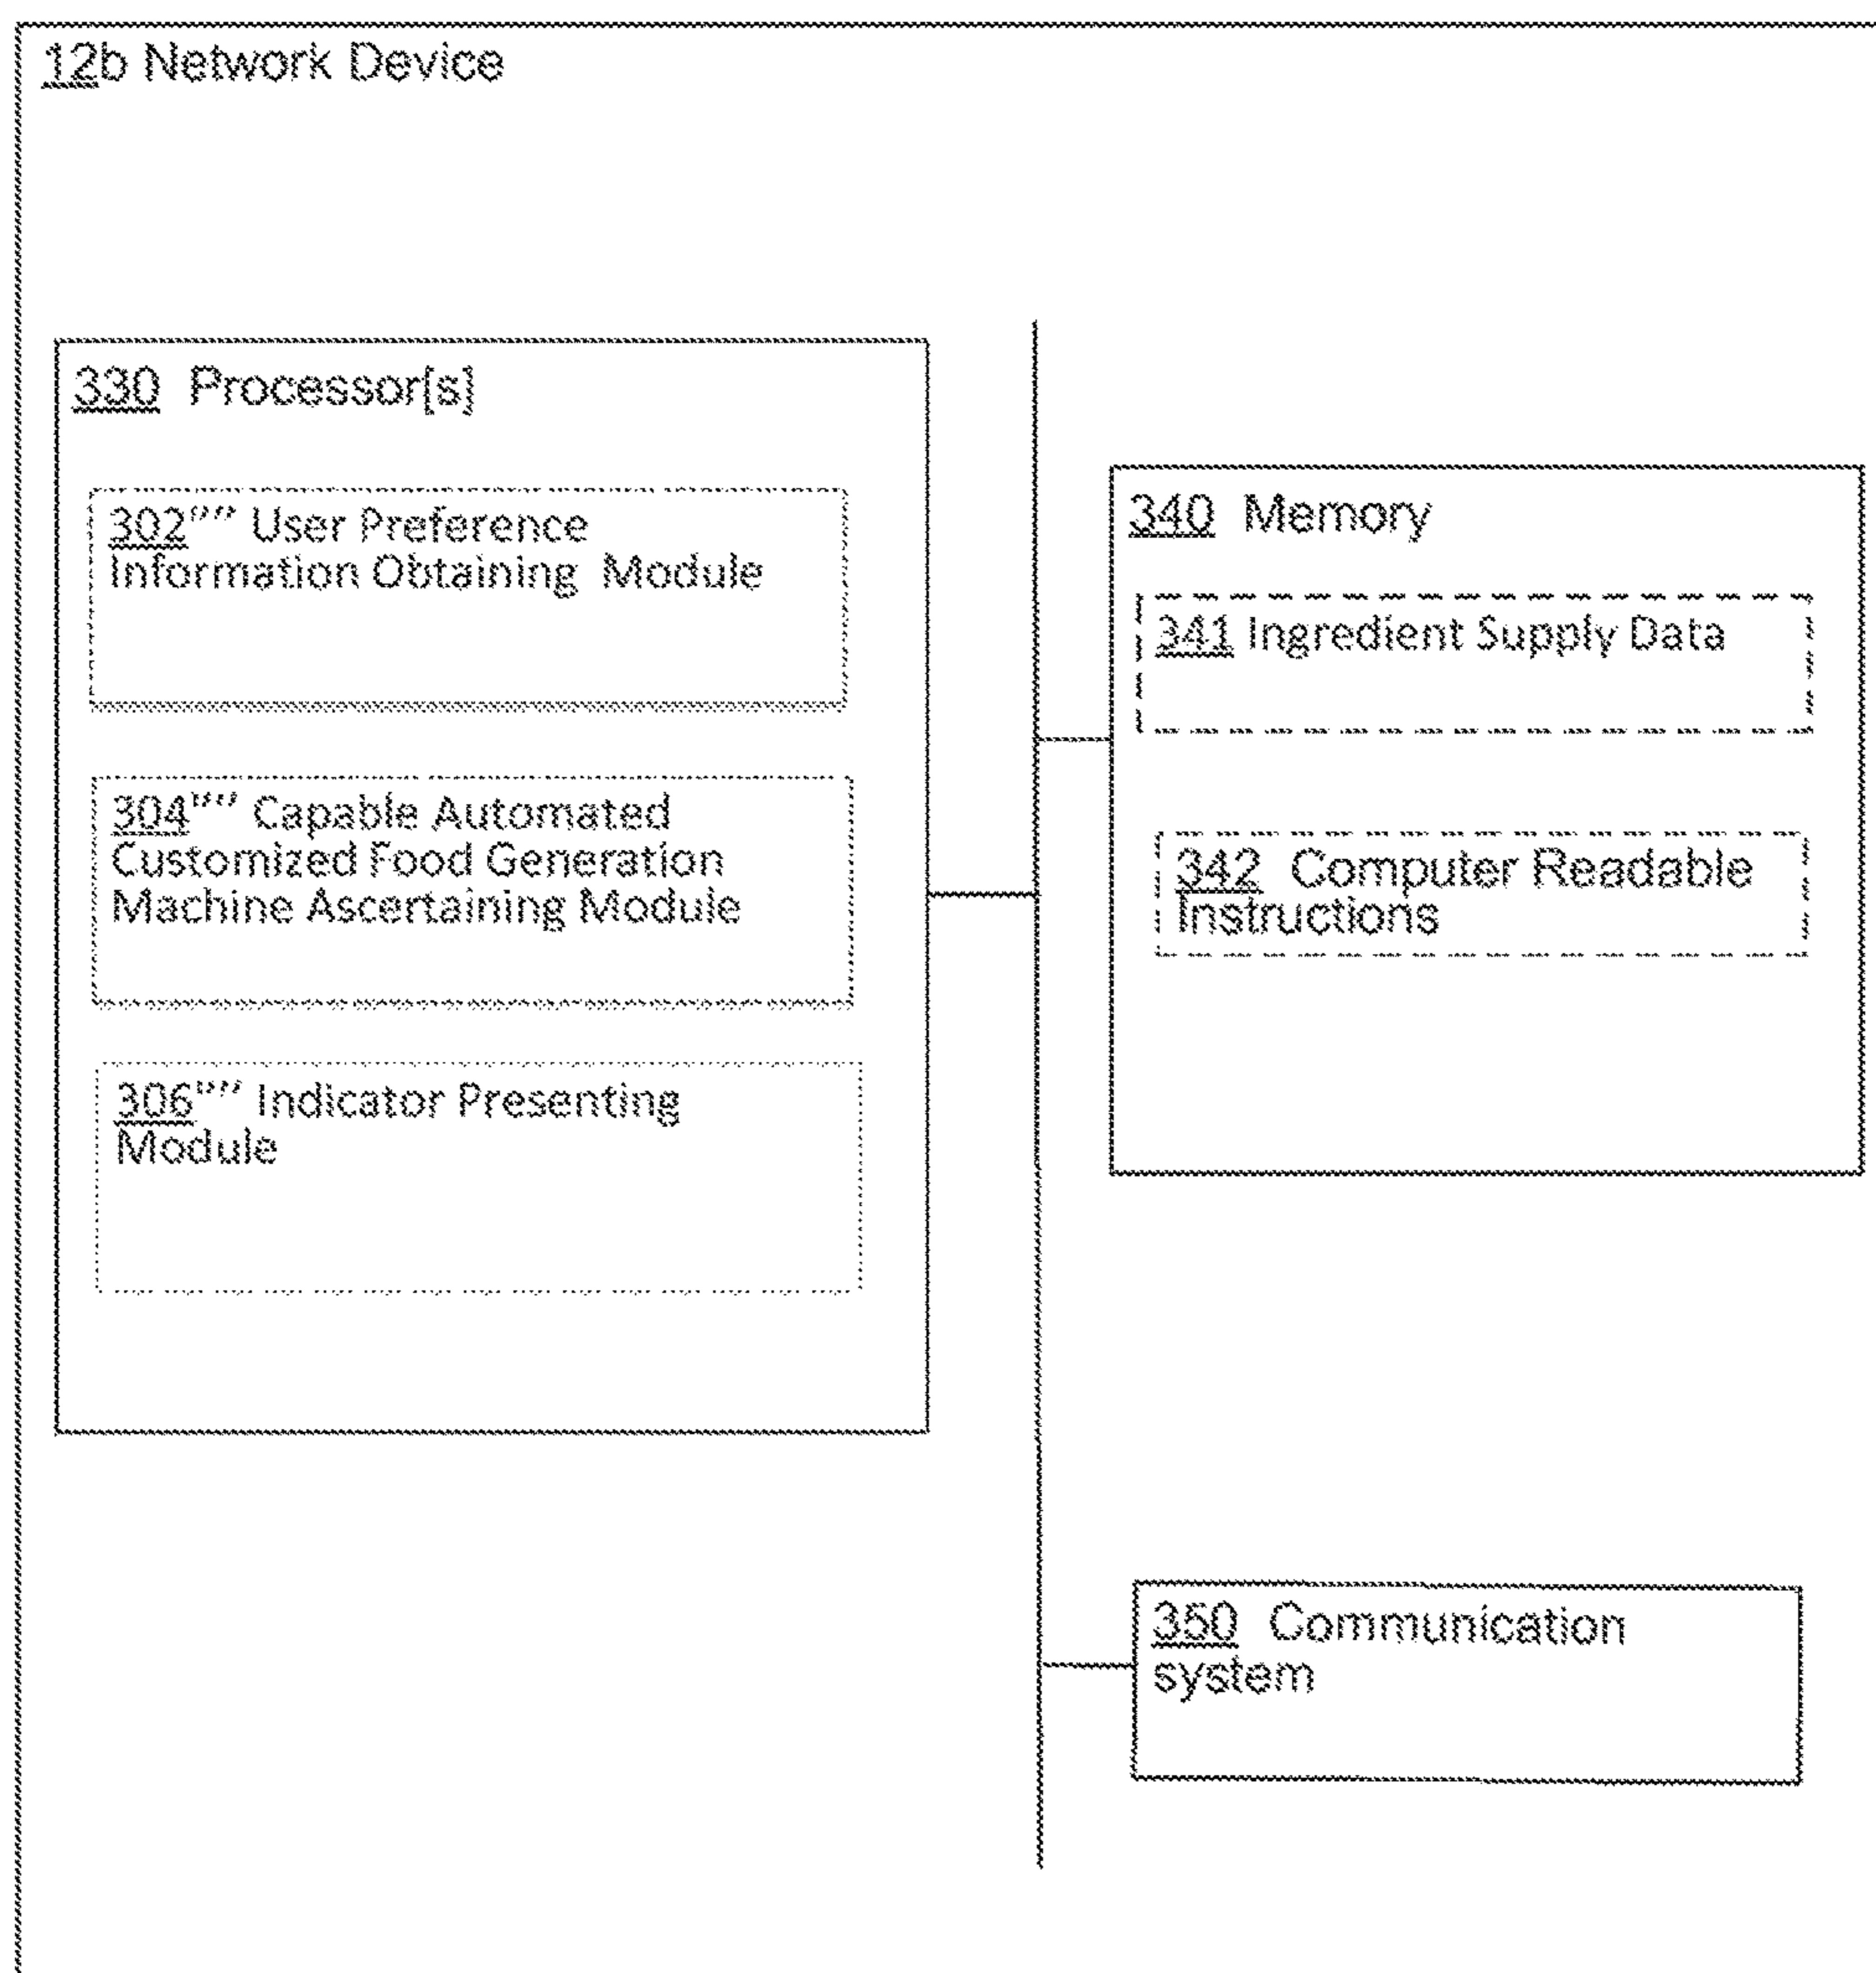 12b Network Device
330 Processor[s]
302"" User Preference
Information Obtaining Module
304"" Capable Automated
Customized Food Generation
Machine Ascertaining Module
306"" Indicator Presenting
Module
340 Memory
341 Ingredient Supply Data
342 Computer Readable
Instructions
350 Communication
system